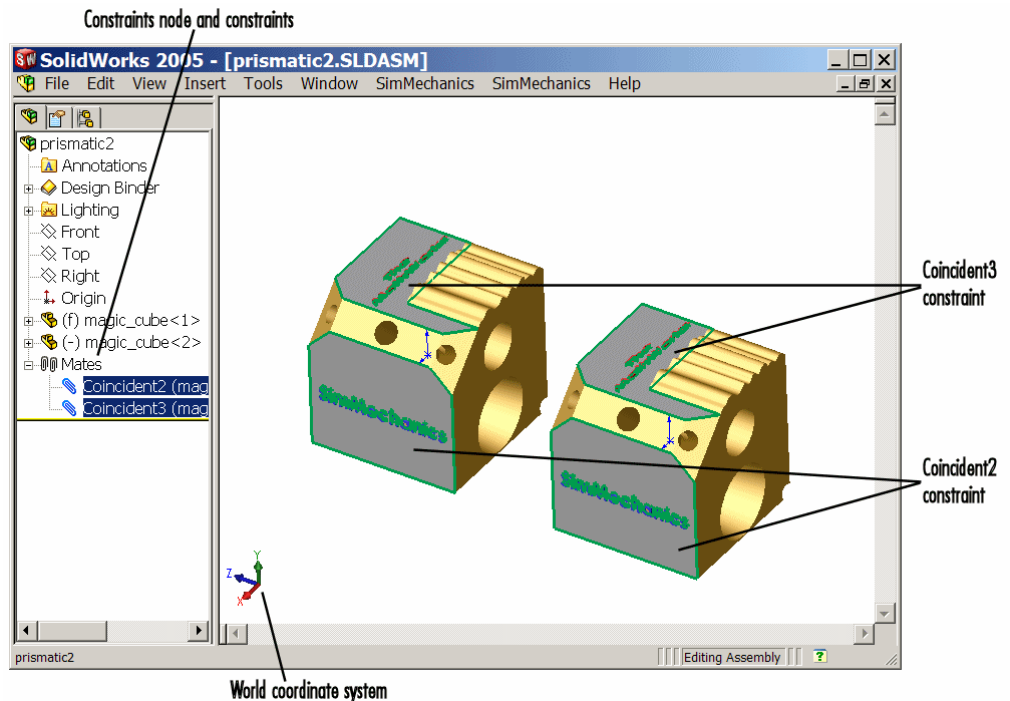 Constraints node and constraints
SolidWorks 2005 - [prismatic2.SLDASM]
File Edit View Insert Tools Window SimMechanics SimMechanics Help
prismatic2
A Annotations
Design Binder
Lighting
Front
Top
Right
Origin
(f) magic_cube<1>
(-) magic_cube<2>
Mates
Coincident2 (mag
Coincident3 (mag
SimMechanics
SimMechanics
Y
Z
X
Coincident3
constraint
Coincident2
constraint
prismatic2
Editing Assembly
?
World coordinate system